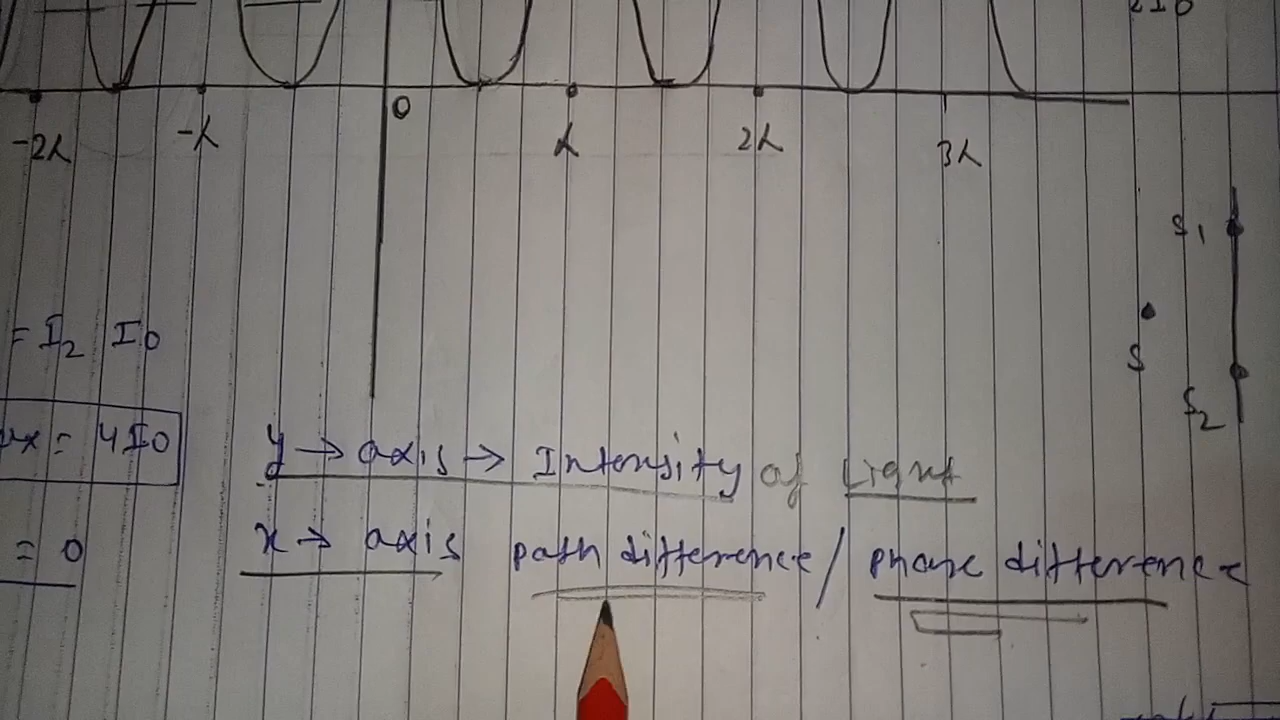 2I0
0
-2λ -λ λ 2λ 3λ
S1
= I2 I0
S
S2
= 4I0
y → axis → Intensity of Light
x → axis path difference / phase difference
= 0